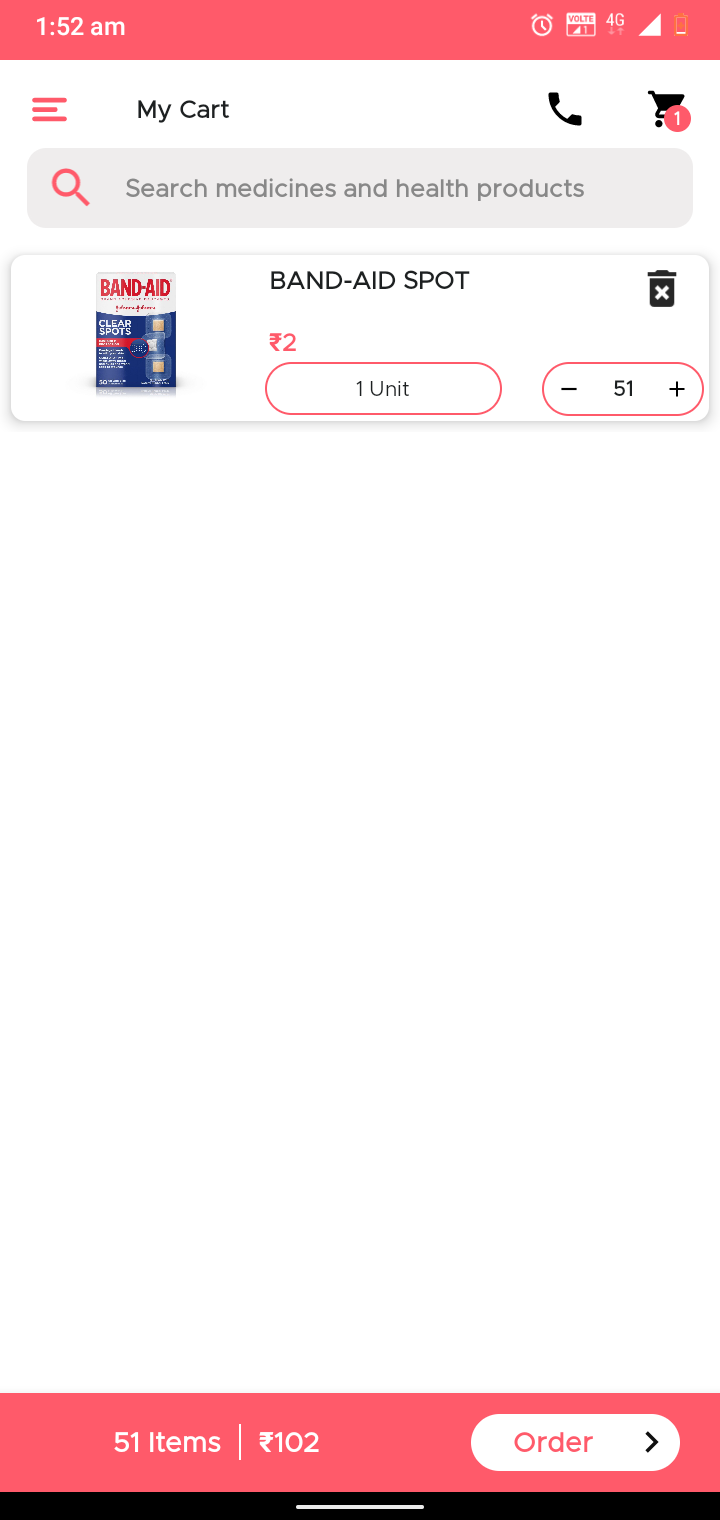 1:52 am
VOLTE
1
4G
My Cart
1
Search medicines and health products
BAND-AID
CLEAR
SPOTS
BAND-AID SPOT
₹2
1 Unit
51
51 Items
₹102
Order